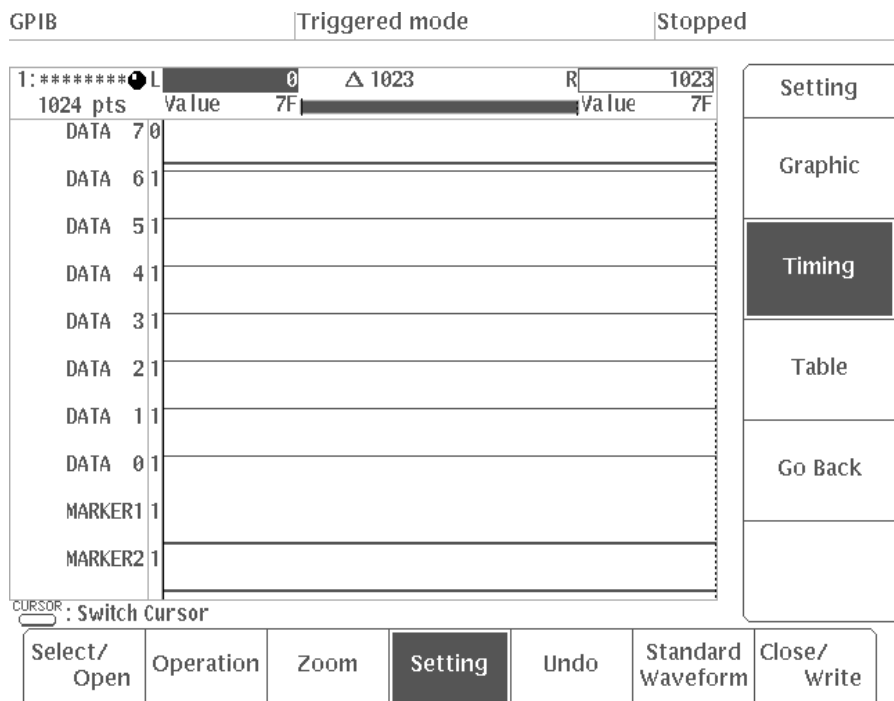 GPIB Triggered mode Stopped
1:******** L 0 Δ 1023 R 1023
1024 pts Value 7F Value 7F
DATA 7 0
DATA 6 1
DATA 5 1
DATA 4 1
DATA 3 1
DATA 2 1
DATA 1 1
DATA 0 1
MARKER1 1
MARKER2 1
CURSOR : Switch Cursor
Setting
Graphic
Timing
Table
Go Back
Select/
Open
Operation
Zoom
Setting
Undo
Standard
Waveform
Close/
Write